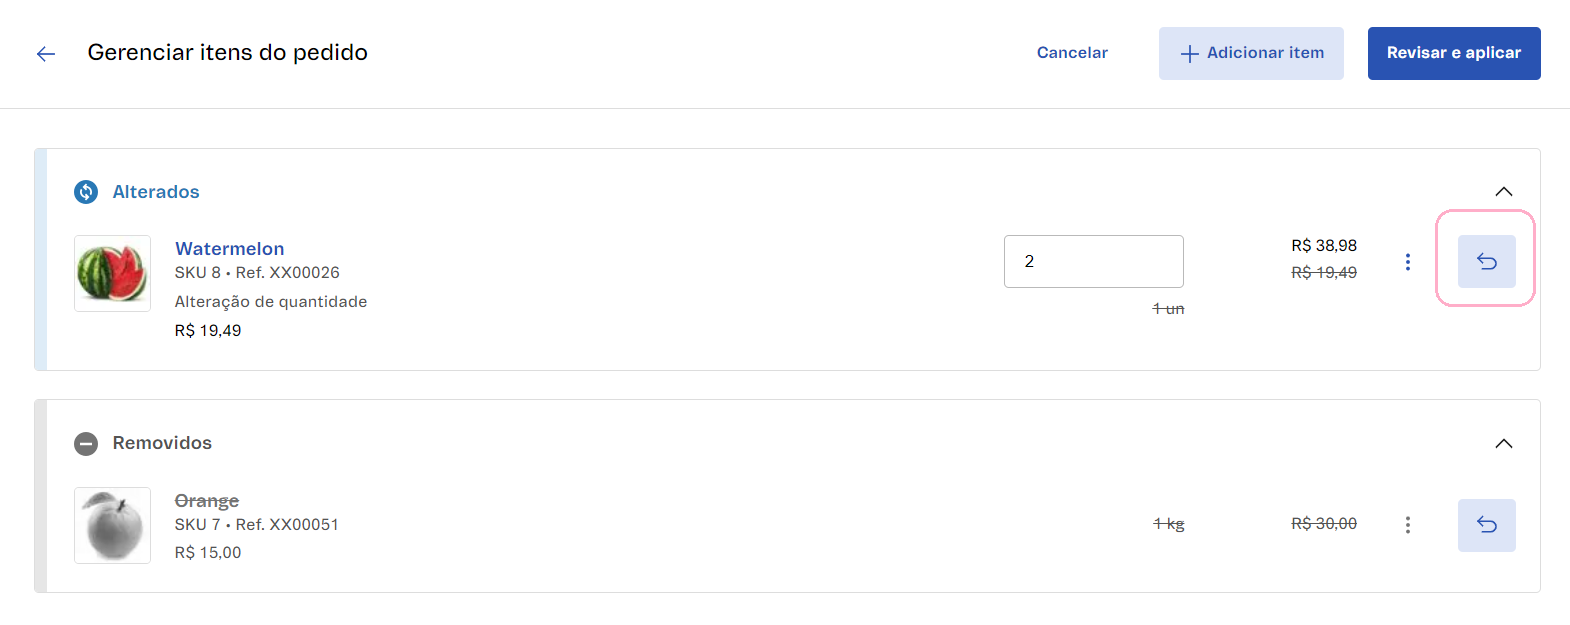 Gerenciar itens do pedido
Cancelar
Adicionar item
Revisar e aplicar
Alterados
Watermelon
SKU 8 • Ref. XX00026
Alteração de quantidade
R$ 19,49
2
1 un
R$ 38,98
R$ 19,49
Removidos
Orange
SKU 7 • Ref. XX00051
R$ 15,00
1 kg
R$ 30,00